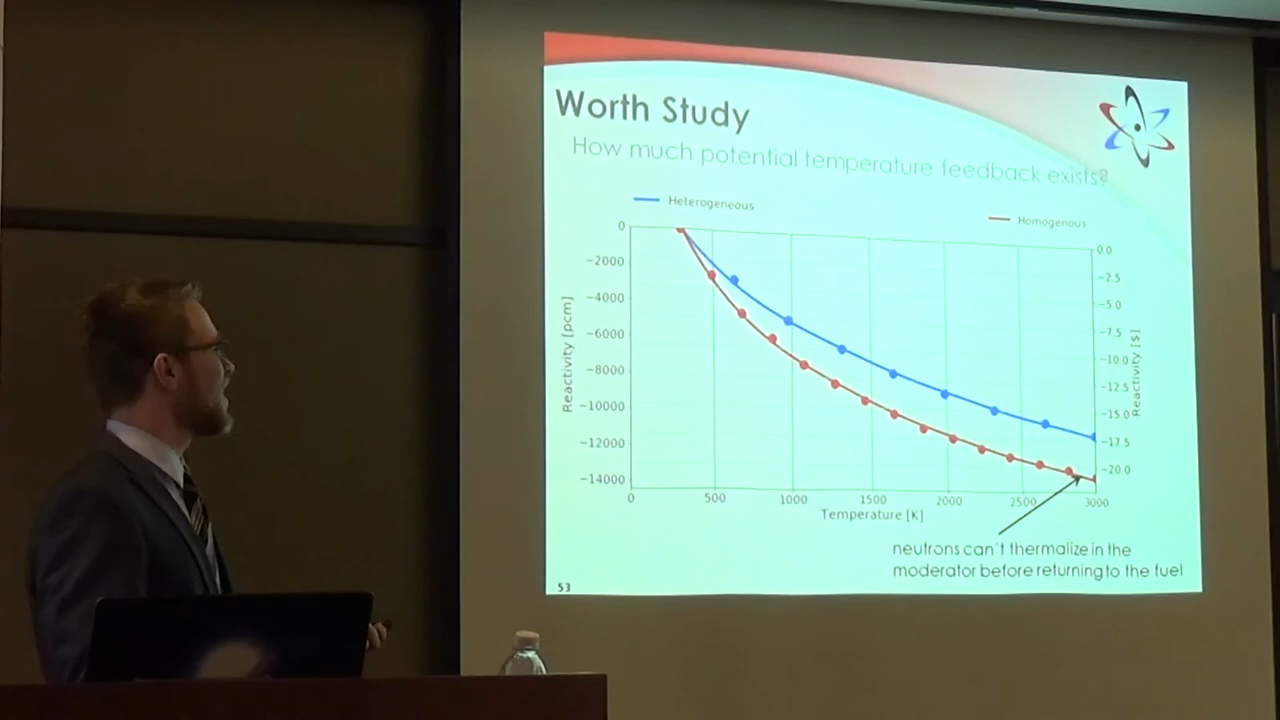 Worth Study
How much potential temperature feedback exists?
Heterogeneous
Homogenous
0
−2000
−4000
−6000
−8000
−10000
−12000
−14000
Reactivity [pcm]
0.0
−2.5
−5.0
−7.5
−10.0
−12.5
−15.0
−17.5
−20.0
Reactivity [$]
0 500 1000 1500 2000 2500 3000
Temperature [K]
neutrons can't thermalize in the
moderator before returning to the fuel
53